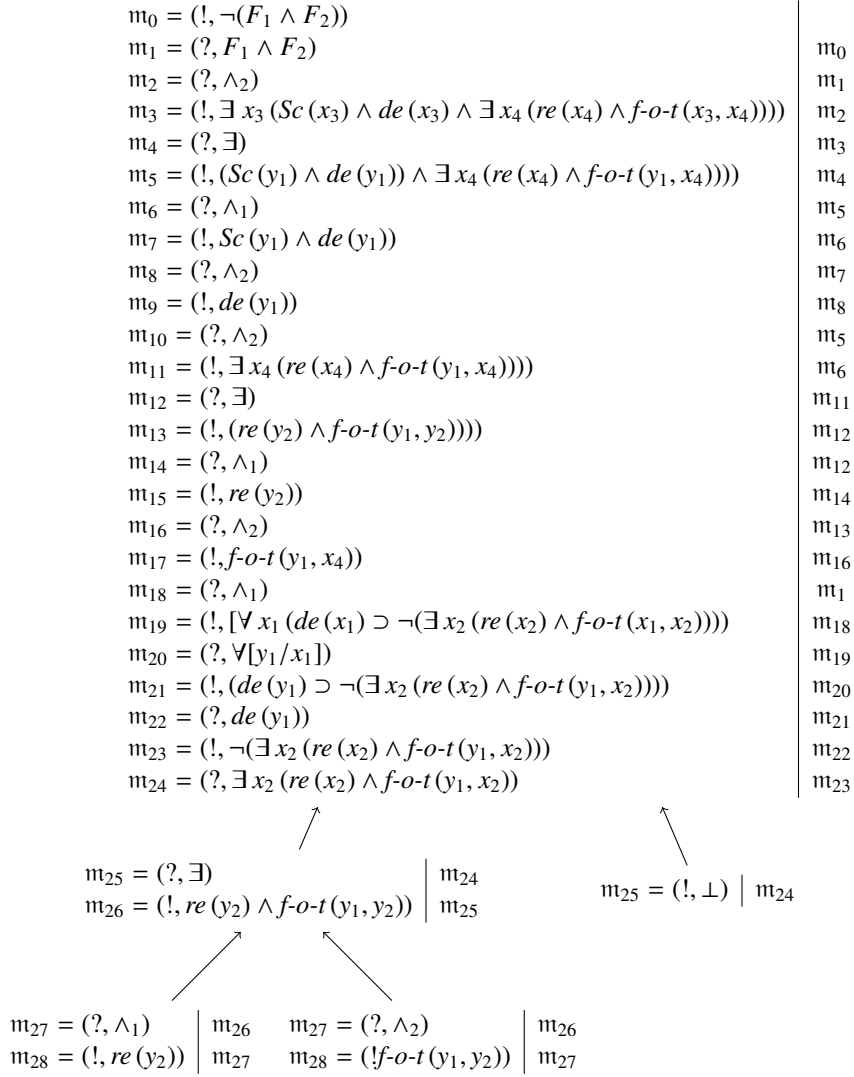 𝔪₀ = (!, ¬(F₁ ∧ F₂))
𝔪₁ = (?, F₁ ∧ F₂) 𝔪₀
𝔪₂ = (?, ∧₂) 𝔪₁
𝔪₃ = (!, ∃ x₃ (Sc (x₃) ∧ de (x₃) ∧ ∃ x₄ (re (x₄) ∧ f-o-t (x₃, x₄)))) 𝔪₂
𝔪₄ = (?, ∃) 𝔪₃
𝔪₅ = (!, (Sc (y₁) ∧ de (y₁)) ∧ ∃ x₄ (re (x₄) ∧ f-o-t (y₁, x₄)))) 𝔪₄
𝔪₆ = (?, ∧₁) 𝔪₅
𝔪₇ = (!, Sc (y₁) ∧ de (y₁)) 𝔪₆
𝔪₈ = (?, ∧₂) 𝔪₇
𝔪₉ = (!, de (y₁)) 𝔪₈
𝔪₁₀ = (?, ∧₂) 𝔪₅
𝔪₁₁ = (!, ∃ x₄ (re (x₄) ∧ f-o-t (y₁, x₄)))) 𝔪₆
𝔪₁₂ = (?, ∃) 𝔪₁₁
𝔪₁₃ = (!, (re (y₂) ∧ f-o-t (y₁, y₂)))) 𝔪₁₂
𝔪₁₄ = (?, ∧₁) 𝔪₁₂
𝔪₁₅ = (!, re (y₂)) 𝔪₁₄
𝔪₁₆ = (?, ∧₂) 𝔪₁₃
𝔪₁₇ = (!, f-o-t (y₁, x₄)) 𝔪₁₆
𝔪₁₈ = (?, ∧₁) 𝔪₁
𝔪₁₉ = (!, [∀ x₁ (de (x₁) ⊃ ¬(∃ x₂ (re (x₂) ∧ f-o-t (x₁, x₂)))) 𝔪₁₈
𝔪₂₀ = (?, ∀[y₁/x₁]) 𝔪₁₉
𝔪₂₁ = (!, (de (y₁) ⊃ ¬(∃ x₂ (re (x₂) ∧ f-o-t (y₁, x₂)))) 𝔪₂₀
𝔪₂₂ = (?, de (y₁)) 𝔪₂₁
𝔪₂₃ = (!, ¬(∃ x₂ (re (x₂) ∧ f-o-t (y₁, x₂))) 𝔪₂₂
𝔪₂₄ = (?, ∃ x₂ (re (x₂) ∧ f-o-t (y₁, x₂)) 𝔪₂₃
𝔪₂₅ = (?, ∃) 𝔪₂₄
𝔪₂₆ = (!, re (y₂) ∧ f-o-t (y₁, y₂)) 𝔪₂₅
𝔪₂₅ = (!, ⊥) 𝔪₂₄
𝔪₂₇ = (?, ∧₁) 𝔪₂₆
𝔪₂₈ = (!, re (y₂)) 𝔪₂₇
𝔪₂₇ = (?, ∧₂) 𝔪₂₆
𝔪₂₈ = (!f-o-t (y₁, y₂)) 𝔪₂₇